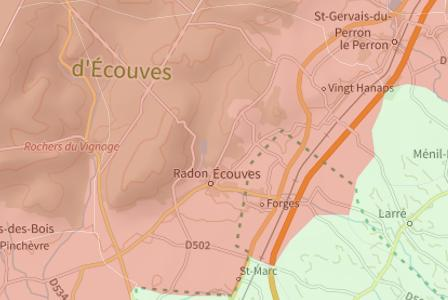 St-Gervais-du-
Perron
le Perron
d'Écouves
Vingt Hanaps
Rochers du Vignage
Ménil-
Radon Écouves
Forges
Larré
s-des-Bois
Pinchèvre
D502
St-Marc
D534